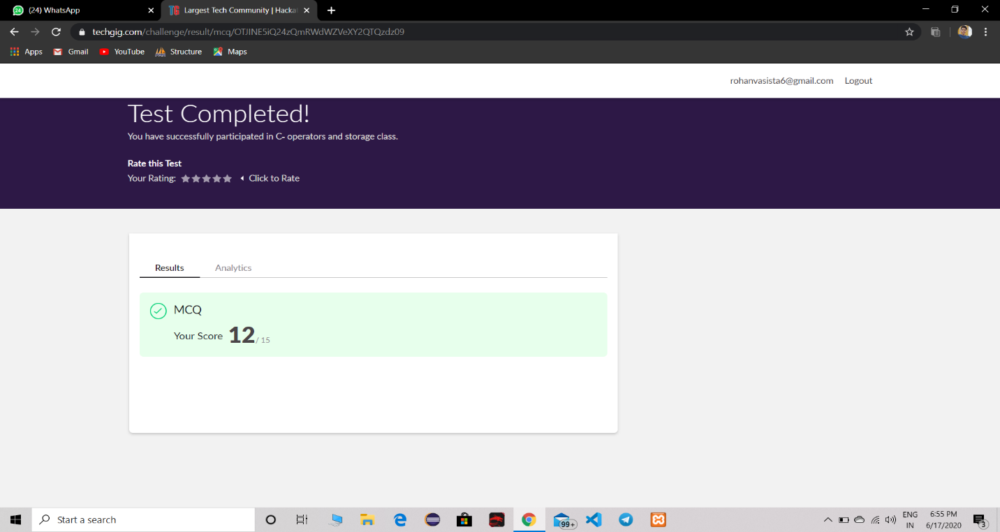 24
(24) WhatsApp
TG
Largest Tech Community | Hackat
techgig.com/challenge/result/mcq/OTJINE5iQ24zQmRWdWZVeXY2QTQzdz09
Apps
Gmail
YouTube
Structure
Maps
rohanvasista6@gmail.com
Logout
Test Completed!
You have successfully participated in C- operators and storage class.
Rate this Test
Your Rating:
Click to Rate
Results
Analytics
MCQ
Your Score 12 / 15
Start a search
99+
ENG
IN
6:55 PM
6/17/2020
3